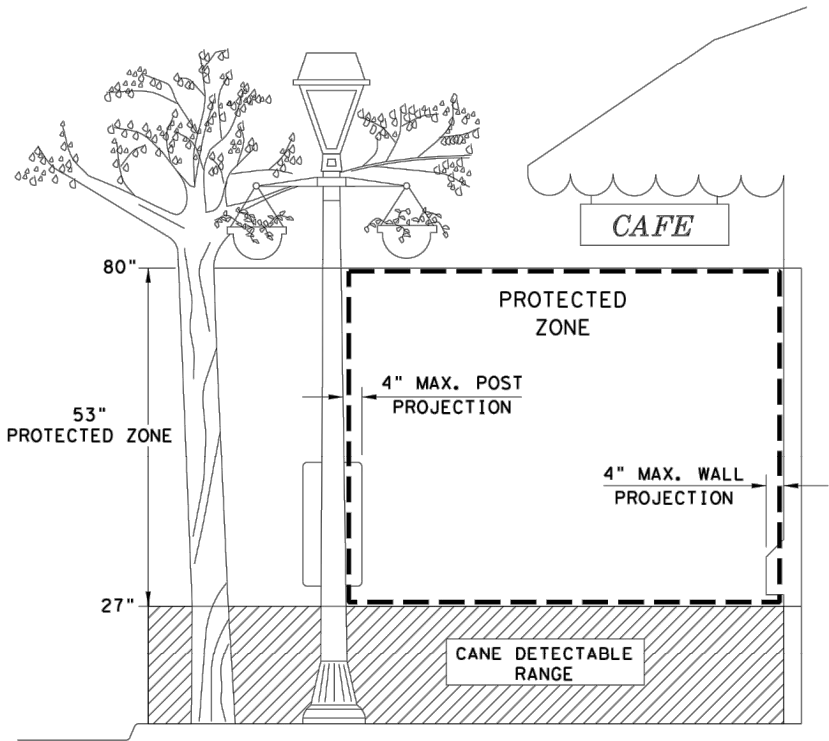 CAFE
80"
PROTECTED
ZONE
4" MAX. POST
PROJECTION
53"
PROTECTED ZONE
4" MAX. WALL
PROJECTION
27"
CANE DETECTABLE
RANGE